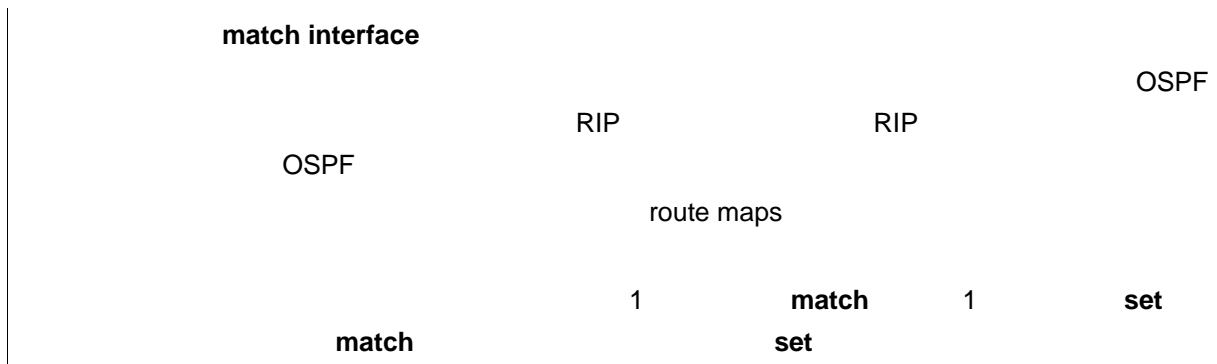 match interface
OSPF
RIP RIP
OSPF
route maps
1 match 1 set
match set